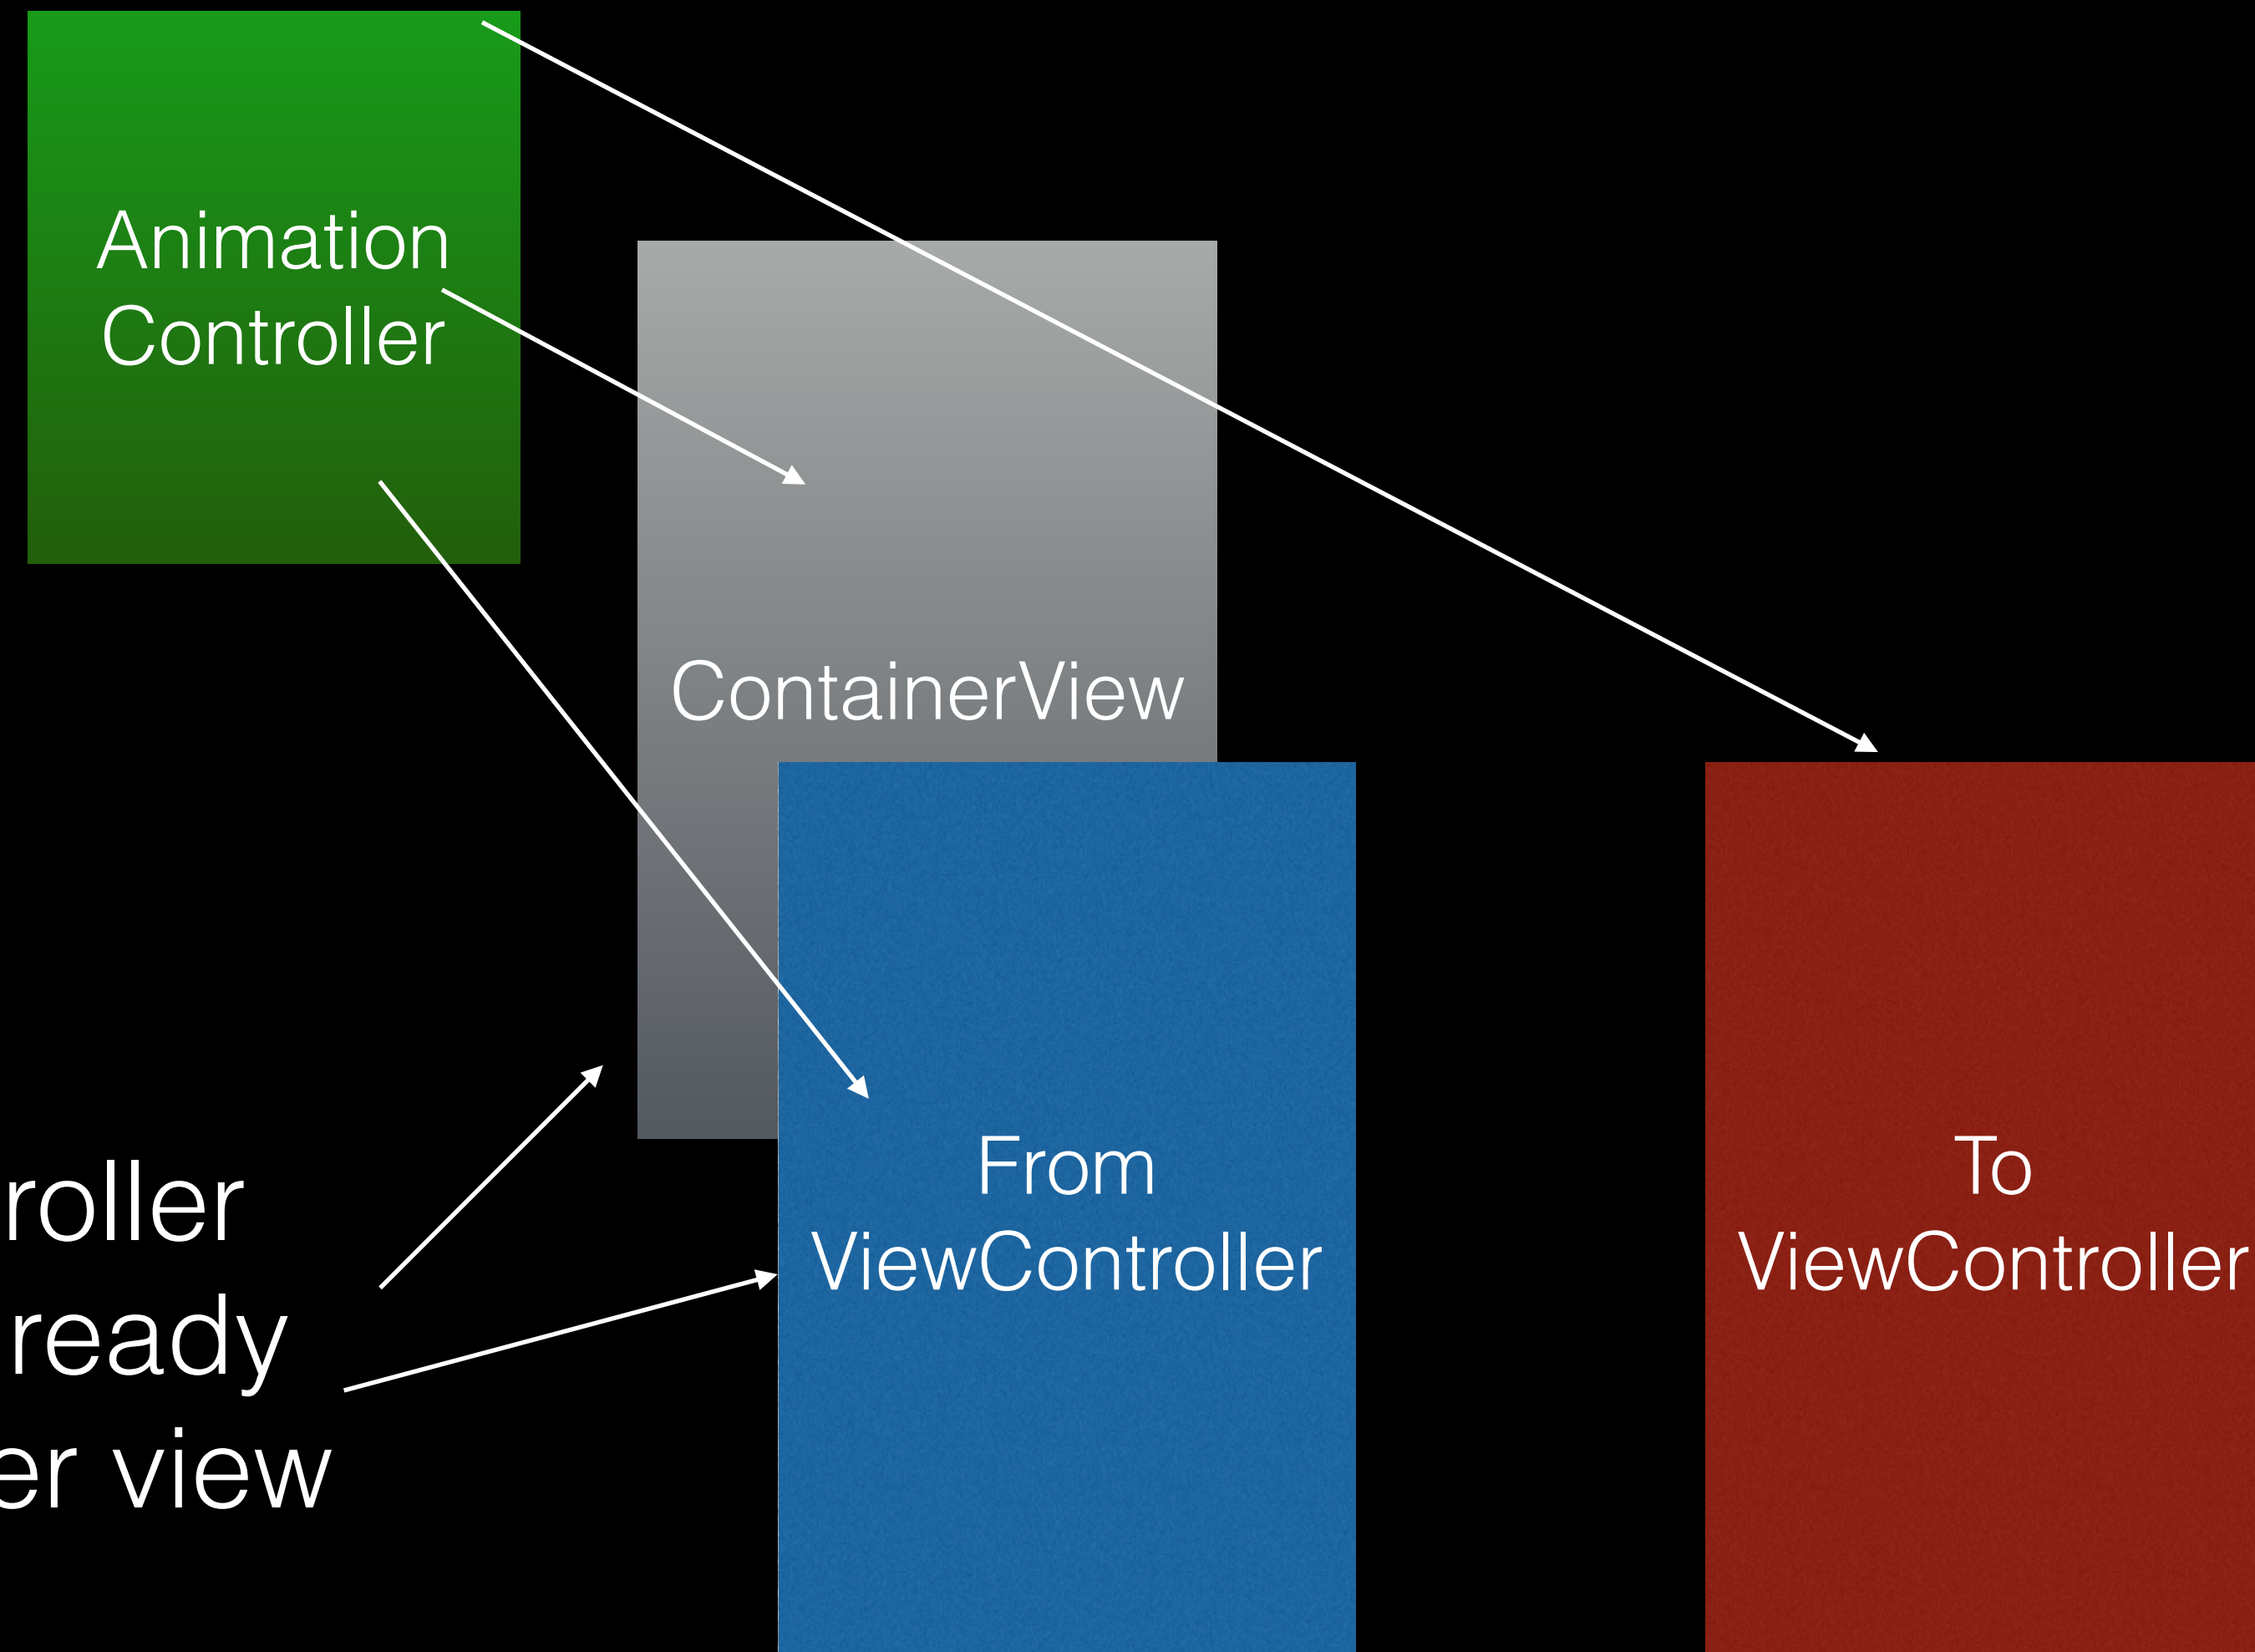 Animation
Controller
ContainerView
From
ViewController
To
ViewController
roller
ready
er view